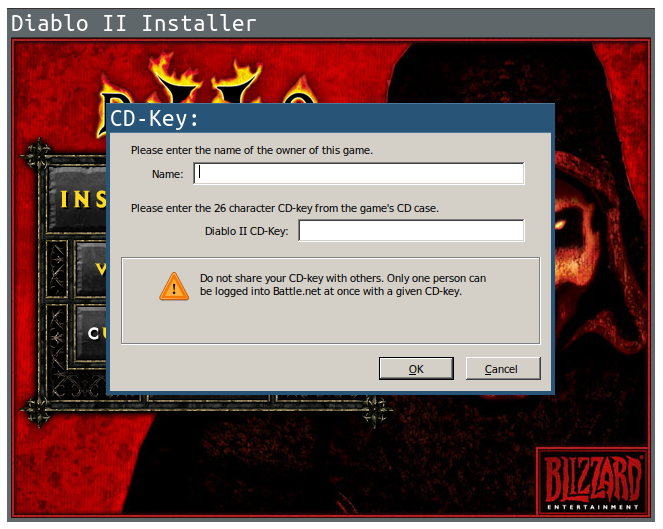 Diablo II Installer
CD-Key:
Please enter the name of the owner of this game.
Name:
Please enter the 26 character CD-key from the game's CD case.
Diablo II CD-Key:
Do not share your CD-key with others. Only one person can
be logged into Battle.net at once with a given CD-key.
OK Cancel
INS
V
CU
BLIZZARD
ENTERTAINMENT